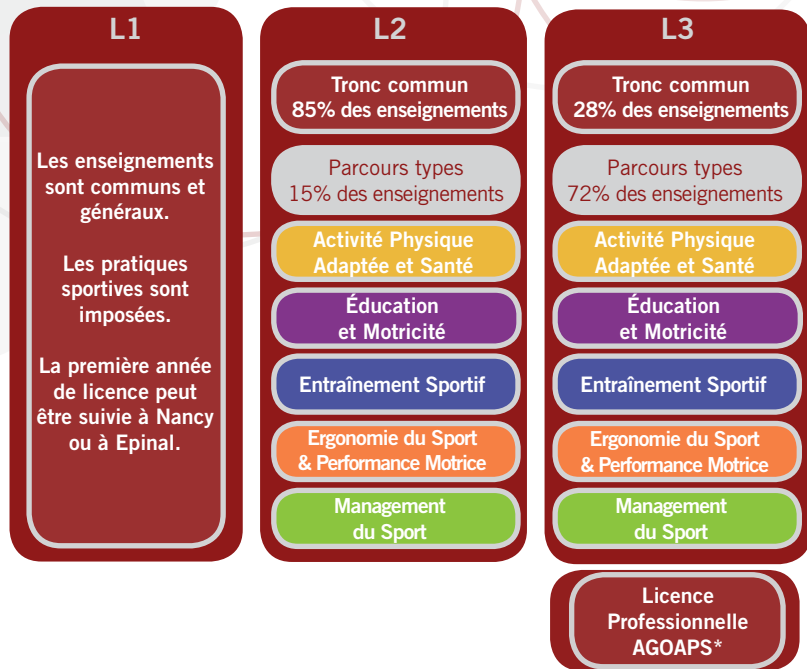 L1
Les enseignements
sont communs et
généraux.
Les pratiques
sportives sont
imposées.
La première année
de licence peut
être suivie à Nancy
ou à Epinal.
L2
Tronc commun
85% des enseignements
Parcours types
15% des enseignements
Activité Physique
Adaptée et Santé
Éducation
et Motricité
Entraînement Sportif
Ergonomie du Sport
& Performance Motrice
Management
du Sport
L3
Tronc commun
28% des enseignements
Parcours types
72% des enseignements
Activité Physique
Adaptée et Santé
Éducation
et Motricité
Entraînement Sportif
Ergonomie du Sport
& Performance Motrice
Management
du Sport
Licence
Professionnelle
AGOAPS*